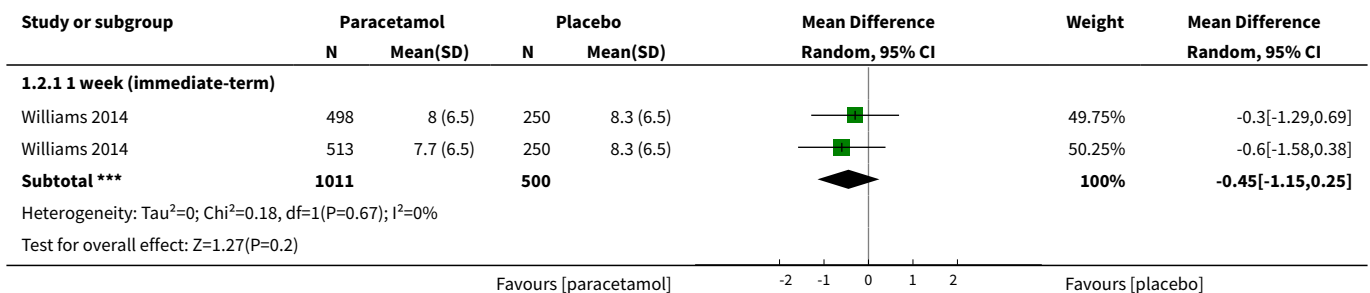 Study or subgroup Paracetamol Placebo Mean Difference Weight Mean Difference
N Mean(SD) N Mean(SD) Random, 95% CI Random, 95% CI
1.2.1 1 week (immediate-term)
Williams 2014 498 8 (6.5) 250 8.3 (6.5) 49.75% -0.3[-1.29,0.69]
Williams 2014 513 7.7 (6.5) 250 8.3 (6.5) 50.25% -0.6[-1.58,0.38]
Subtotal *** 1011 500 100% -0.45[-1.15,0.25]
Heterogeneity: Tau²=0; Chi²=0.18, df=1(P=0.67); I²=0%
Test for overall effect: Z=1.27(P=0.2)
Favours [paracetamol] -2 -1 0 1 2 Favours [placebo]